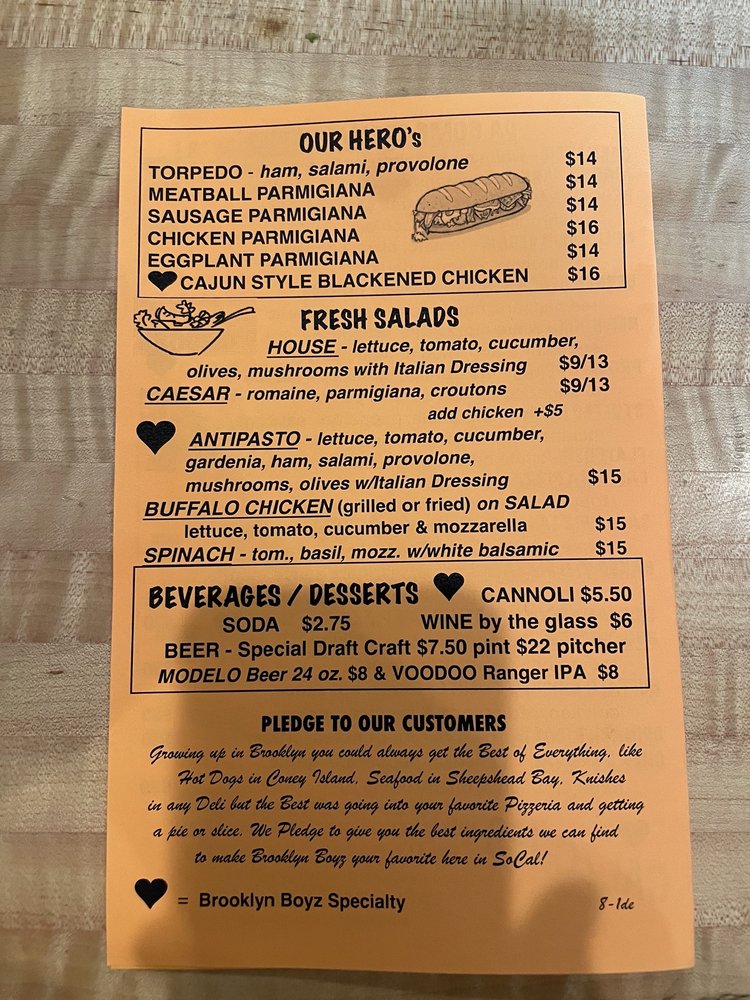 OUR HERO's
TORPEDO - ham, salami, provolone $14
MEATBALL PARMIGIANA $14
SAUSAGE PARMIGIANA $14
CHICKEN PARMIGIANA $16
EGGPLANT PARMIGIANA $14
CAJUN STYLE BLACKENED CHICKEN $16
FRESH SALADS
HOUSE - lettuce, tomato, cucumber,
olives, mushrooms with Italian Dressing $9/13
CAESAR - romaine, parmigiana, croutons $9/13
add chicken +$5
ANTIPASTO - lettuce, tomato, cucumber,
gardenia, ham, salami, provolone,
mushrooms, olives w/Italian Dressing $15
BUFFALO CHICKEN (grilled or fried) on SALAD
lettuce, tomato, cucumber & mozzarella $15
SPINACH - tom., basil, mozz. w/white balsamic $15
BEVERAGES / DESSERTS CANNOLI $5.50
SODA $2.75 WINE by the glass $6
BEER - Special Draft Craft $7.50 pint $22 pitcher
MODELO Beer 24 oz. $8 & VOODOO Ranger IPA $8
PLEDGE TO OUR CUSTOMERS
Growing up in Brooklyn you could always get the Best of Everything, like
Hot Dogs in Coney Island, Seafood in Sheepshead Bay, Knishes
in any Deli but the Best was going into your favorite Pizzeria and getting
a pie or slice. We Pledge to give you the best ingredients we can find
to make Brooklyn Boyz your favorite here in SoCal!
= Brooklyn Boyz Specialty 8-1de